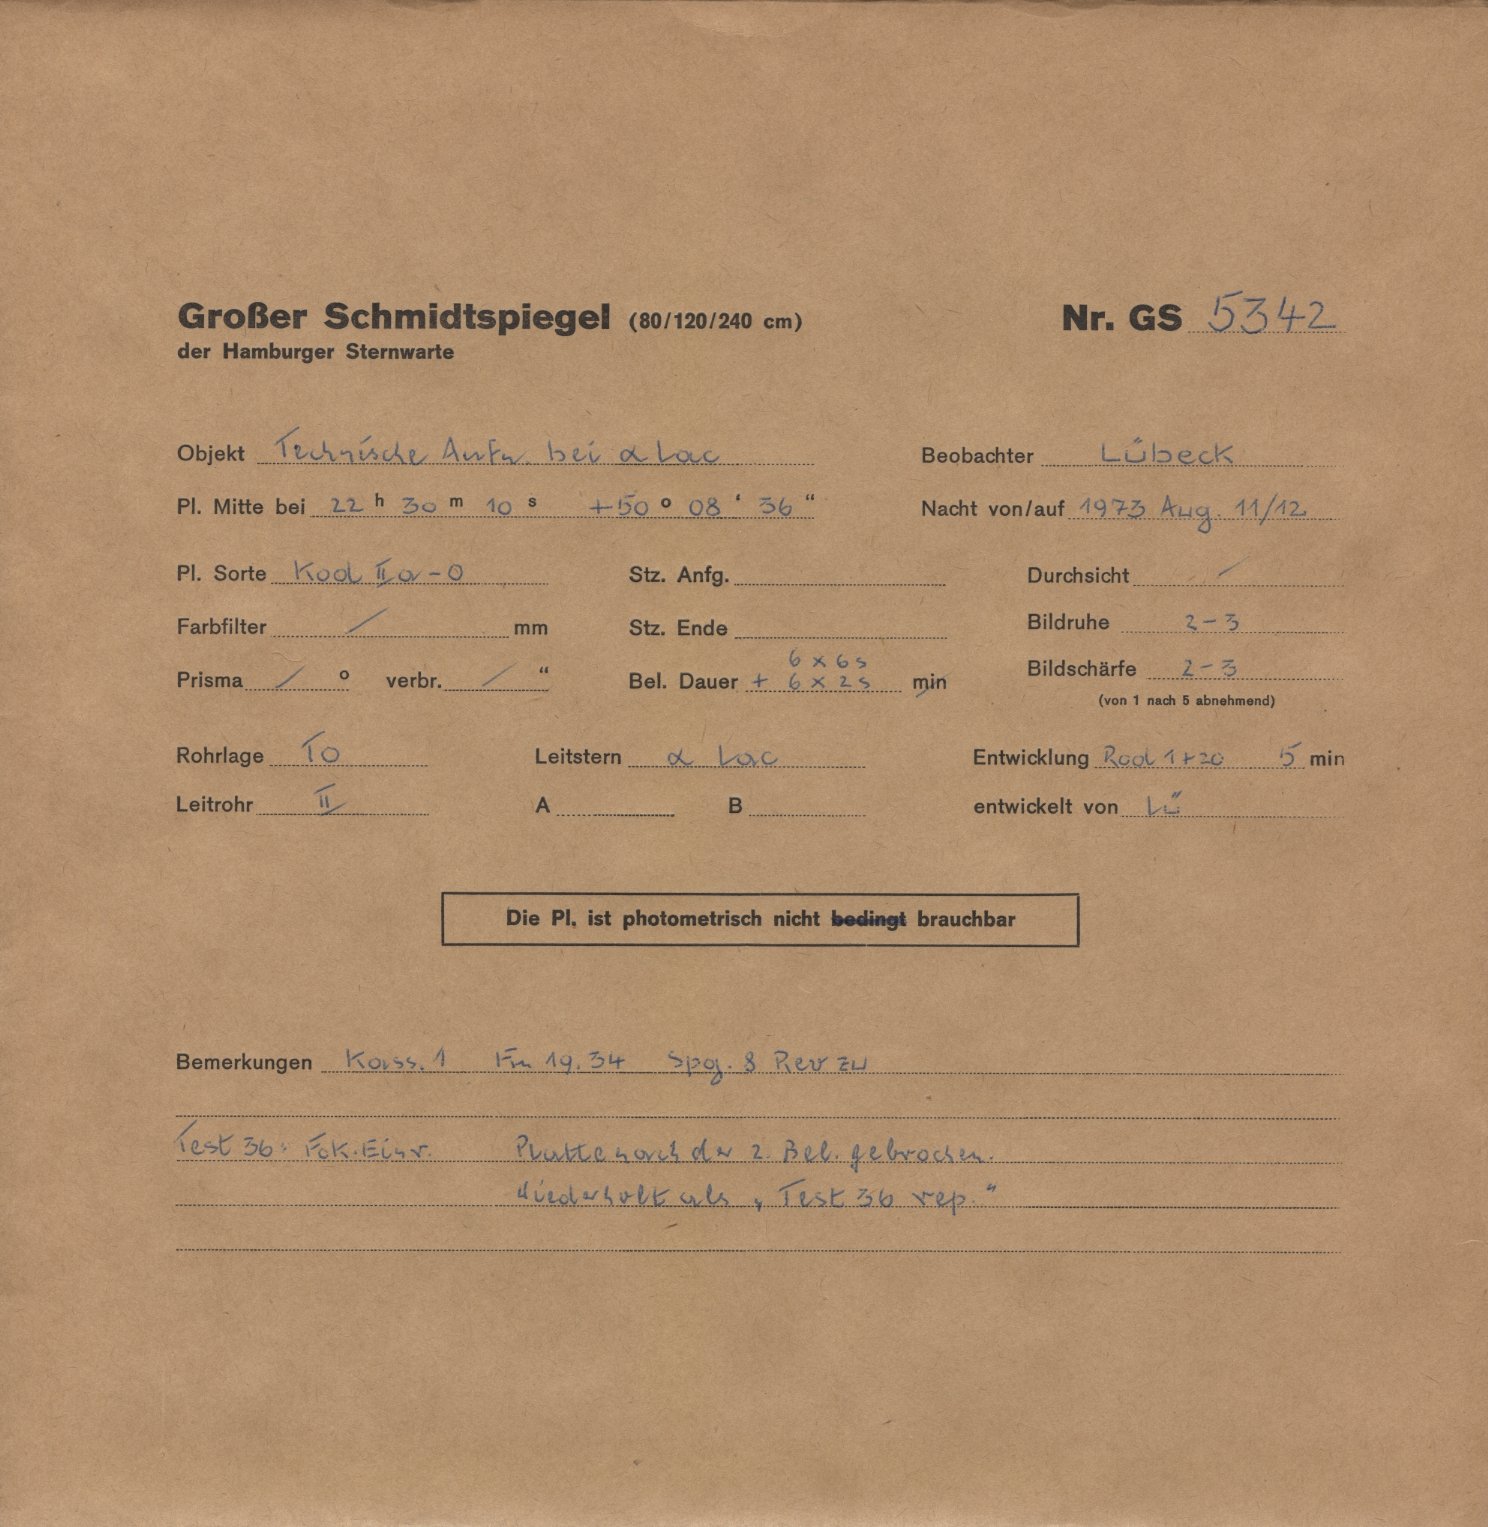 Großer Schmidtspiegel (80/120/240 cm) Nr. GS 5342
der Hamburger Sternwarte
Objekt Technische Aufn. bei α Lac Beobachter Lübeck
Pl. Mitte bei 22 h 30 m 10 s +50 o 08 ‘ 36 “ Nacht von/auf 1973 Aug. 11/12
Pl. Sorte Kod IIa-O Stz. Anfg. Durchsicht /
Farbfilter / mm Stz. Ende Bildruhe 2-3
6 x 6s
Prisma / o verbr. / “ Bel. Dauer + 6 x 2s min Bildschärfe 2-3
(von 1 nach 5 abnehmend)
Rohrlage TO Leitstern α Lac Entwicklung Rod 1+20 5 min
Leitrohr II A B entwickelt von Lü
Die Pl. ist photometrisch nicht bedingt brauchbar
Bemerkungen Kass. 1 19.34 Spg. 8 Rev zu
Test 36: Fok. Einr. Platte nach der 2. Bel. gebrochen.
Wiederholt als „Test 36 rep.“